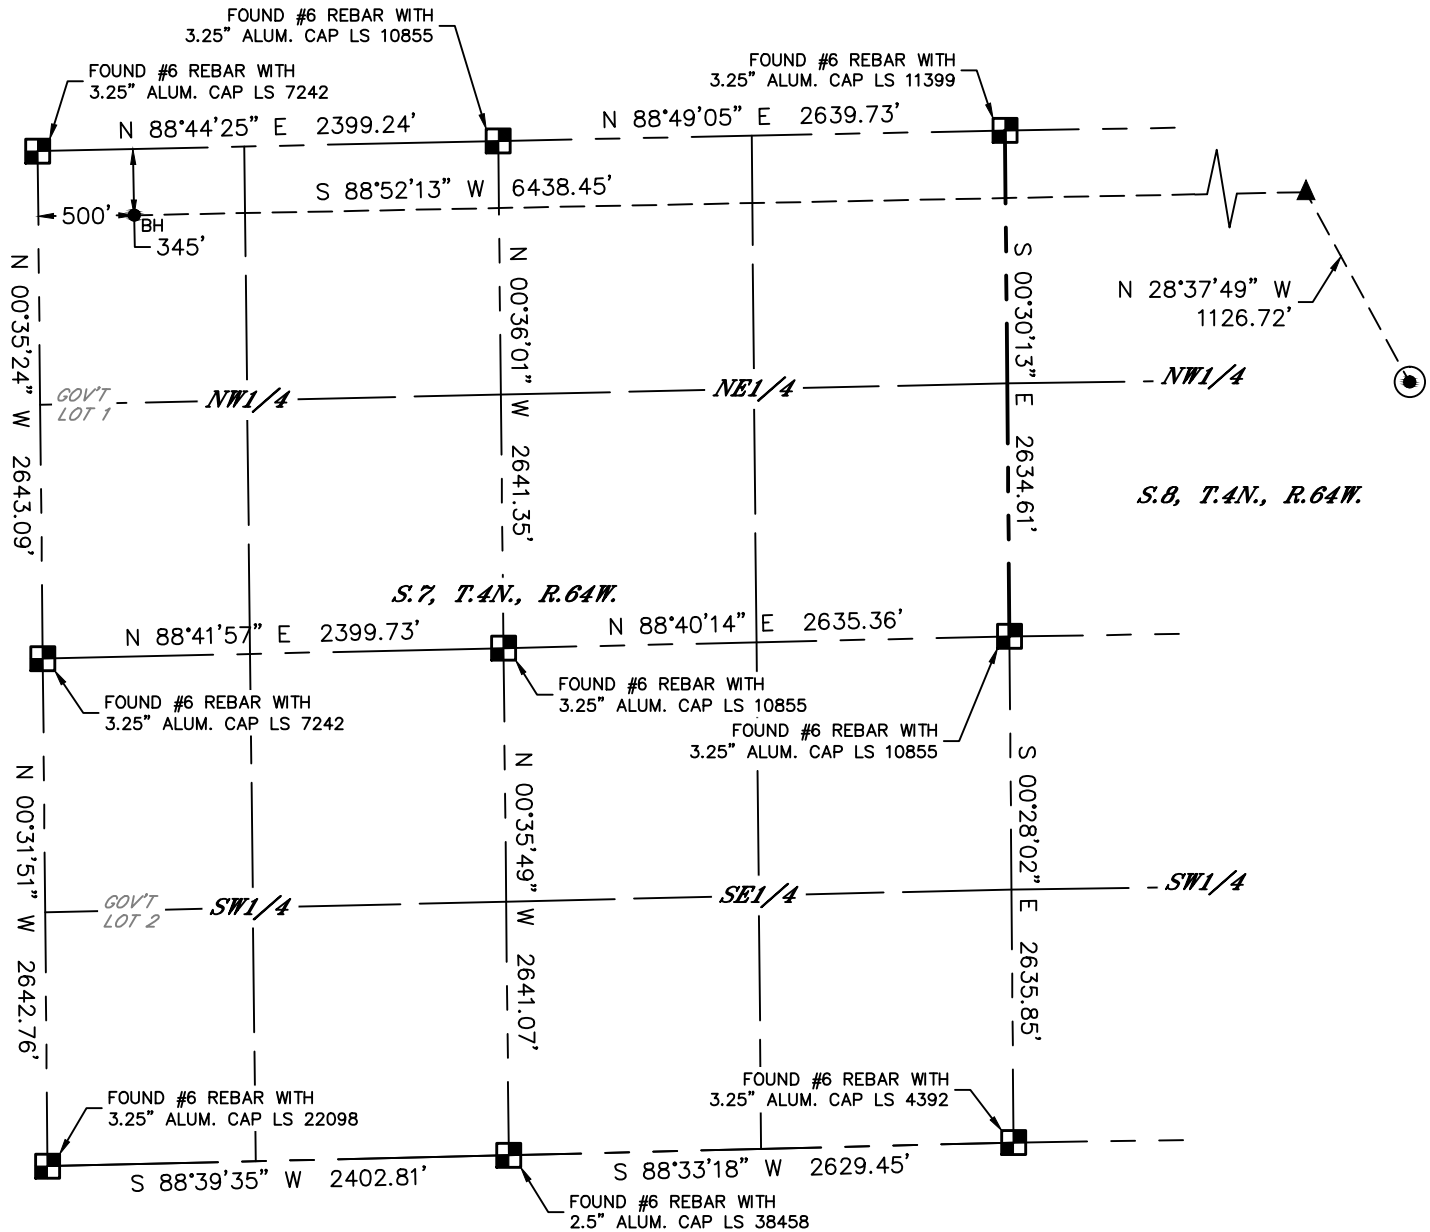 FOUND #6 REBAR WITH
3.25” ALUM. CAP LS 10855
FOUND #6 REBAR WITH
3.25” ALUM. CAP LS 7242
FOUND #6 REBAR WITH
3.25” ALUM. CAP LS 11399
N 88°44'25” E 2399.24'
N 88°49'05” E 2639.73'
S 88°52'13” W 6438.45'
500'
BH
345'
N 00°35'24” W 2643.09'
N 00°36'01” W 2641.35'
S 00°30'13” E 2634.61'
N 28°37'49” W
1126.72'
GOV'T
LOT 1
NW1/4
NE1/4
NW1/4
S.8, T.4N., R.64W.
S.7, T.4N., R.64W.
N 88°41'57” E 2399.73'
N 88°40'14” E 2635.36'
FOUND #6 REBAR WITH
3.25” ALUM. CAP LS 7242
FOUND #6 REBAR WITH
3.25” ALUM. CAP LS 10855
FOUND #6 REBAR WITH
3.25” ALUM. CAP LS 10855
N 00°31'51” W 2642.76'
N 00°35'49” W 2641.07'
S 00°28'02” E 2635.85'
GOV'T
LOT 2
SW1/4
SE1/4
SW1/4
FOUND #6 REBAR WITH
3.25” ALUM. CAP LS 22098
FOUND #6 REBAR WITH
3.25” ALUM. CAP LS 4392
S 88°39'35” W 2402.81'
S 88°33'18” W 2629.45'
FOUND #6 REBAR WITH
2.5” ALUM. CAP LS 38458